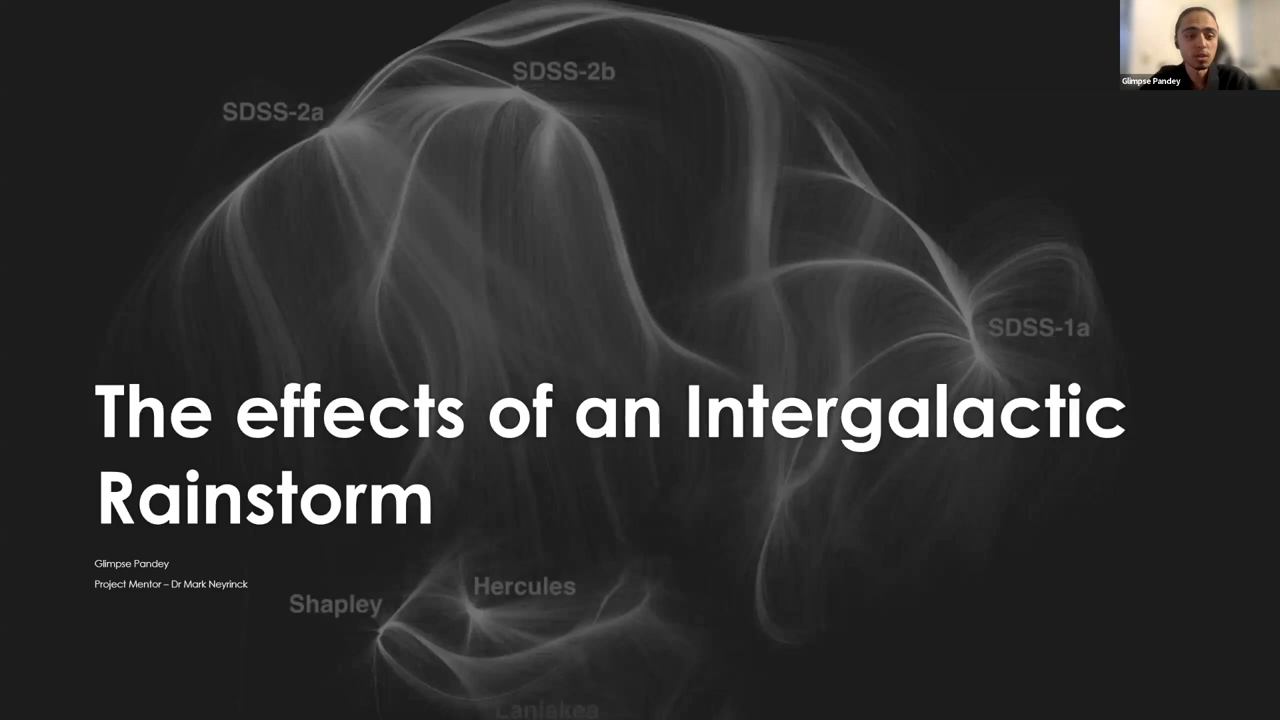 Glimpse Pandey
SDSS-2b
SDSS-2a
SDSS-1a
The effects of an Intergalactic
Rainstorm
Glimpse Pandey
Project Mentor – Dr Mark Neyrinck
Hercules
Shapley
Laniakea